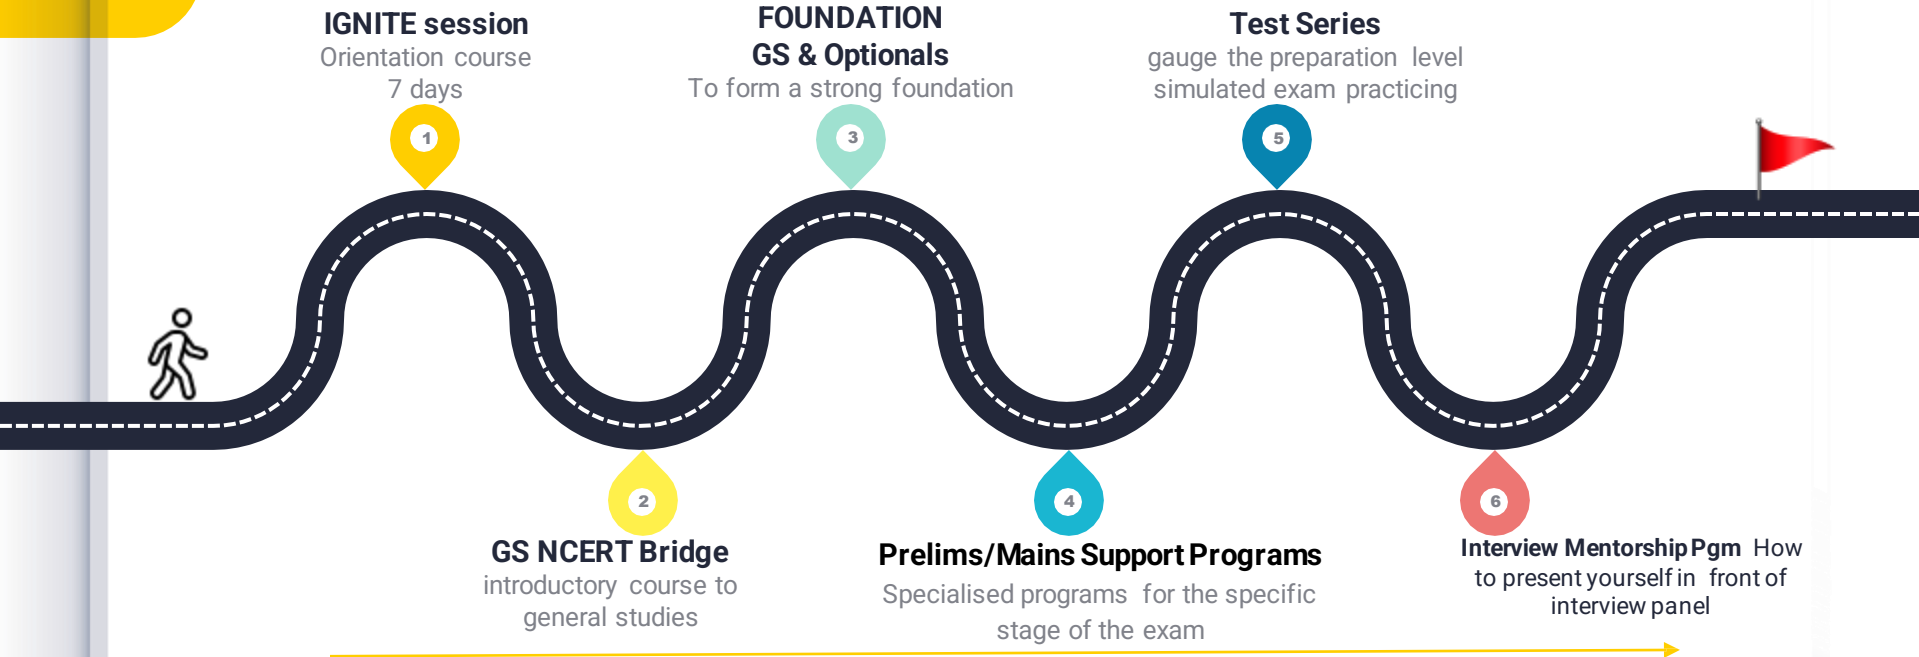 IGNITE session
Orientation course
7 days
1
FOUNDATION
GS & Optionals
To form a strong foundation
3
Test Series
gauge the preparation level
simulated exam practicing
5
2
GS NCERT Bridge
introductory course to
general studies
4
Prelims/Mains Support Programs
Specialised programs for the specific
stage of the exam
6
Interview Mentorship Pgm How
to present yourself in front of
interview panel